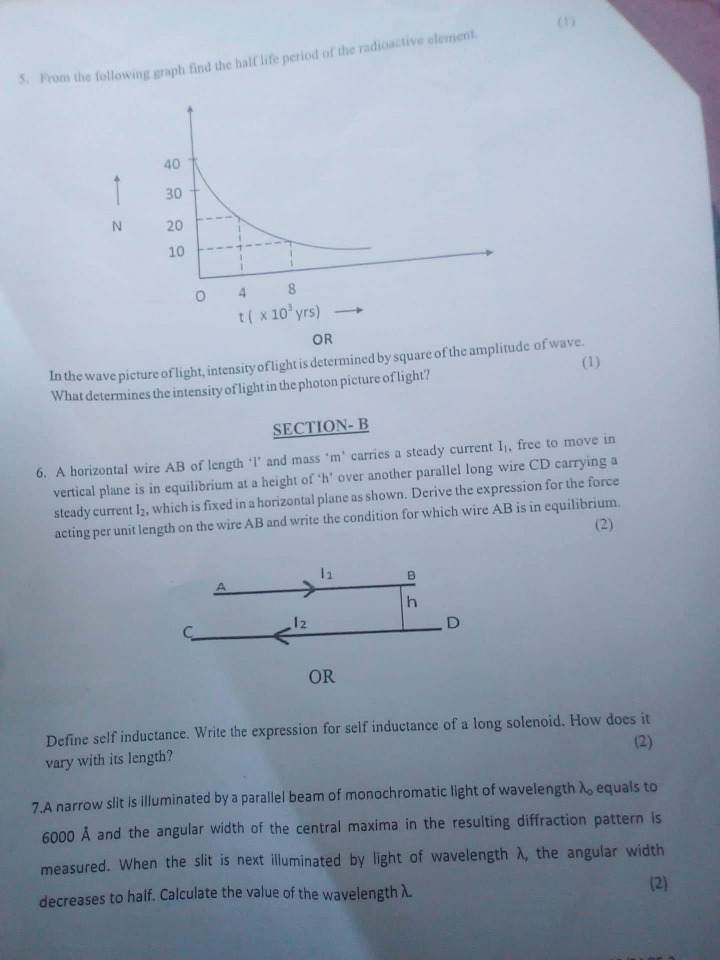 (1)
5. From the following graph find the half life period of the radioactive element.
40
30
N
20
10
O 4 8
t ( x 10³ yrs)
OR
In the wave picture of light, intensity of light is determined by square of the amplitude of wave.
What determines the intensity of light in the photon picture of light? (1)
SECTION- B
6. A horizontal wire AB of length 'l' and mass 'm' carries a steady current I₁, free to move in
vertical plane is in equilibrium at a height of 'h' over another parallel long wire CD carrying a
steady current I₂, which is fixed in a horizontal plane as shown. Derive the expression for the force
acting per unit length on the wire AB and write the condition for which wire AB is in equilibrium.
(2)
A I₁ B
h
C I₂ D
OR
Define self inductance. Write the expression for self inductance of a long solenoid. How does it
vary with its length? (2)
7.A narrow slit is illuminated by a parallel beam of monochromatic light of wavelength λₒ equals to
6000 Å and the angular width of the central maxima in the resulting diffraction pattern is
measured. When the slit is next illuminated by light of wavelength λ, the angular width
decreases to half. Calculate the value of the wavelength λ. (2)